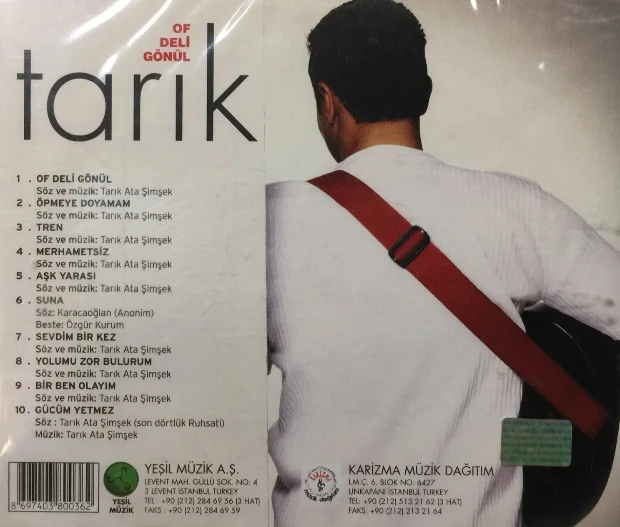 OF
DELİ
GÖNÜL
tarık
1 . OF DELİ GÖNÜL
Söz ve müzik: Tarık Ata Şimşek
2 . ÖPMEYE DOYAMAM
Söz ve müzik: Tarık Ata Şimşek
3 . TREN
Söz ve müzik: Tarık Ata Şimşek
4 . MERHAMETSİZ
Söz ve müzik: Tarık Ata Şimşek
5 . AŞK YARASI
Söz ve müzik: Tarık Ata Şimşek
6 . SUNA
Söz: Karacaoğlan (Anonim)
Beste: Özgür Kurum
7 . SEVDİM BİR KEZ
Söz ve müzik: Tarık Ata Şimşek
8 . YOLUMU ZOR BULURUM
Söz ve müzik: Tarık Ata Şimşek
9 . BİR BEN OLAYIM
Söz ve müzik: Tarık Ata Şimşek
10 . GÜCÜM YETMEZ
Söz : Tarık Ata Şimşek (son dörtlük Ruhsati)
Müzik: Tarık Ata Şimşek
8 697403 800362
YEŞİL
MÜZİK
YEŞİL MÜZİK A.Ş.
LEVENT MAH. GÜLLÜ SOK. NO: 4
3 LEVENT İSTANBUL TURKEY
TEL : +90 (212) 284 69 56 (3 HAT)
FAKS : +90 (212) 284 69 59
KARİZMA MÜZİK DAĞITIM
İ.M.Ç. 6. BLOK NO: 6427
UNKAPANI İSTANBUL TURKEY
TEL: +90 (212) 513 21 62 (3 HAT)
FAKS: +90 (212) 213 21 64